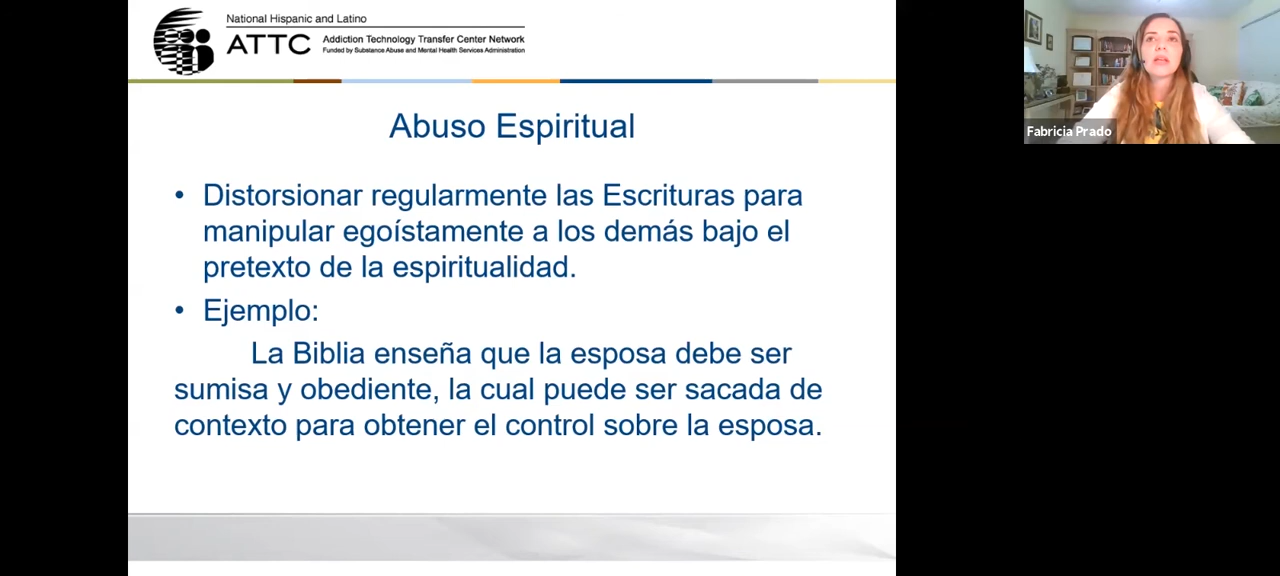 National Hispanic and Latino
ATTC
Addiction Technology Transfer Center Network
Funded by Substance Abuse and Mental Health Services Administration
Fabricia Prado
Abuso Espiritual
• Distorsionar regularmente las Escrituras para
manipular egoístamente a los demás bajo el
pretexto de la espiritualidad.
• Ejemplo:
La Biblia enseña que la esposa debe ser
sumisa y obediente, la cual puede ser sacada de
contexto para obtener el control sobre la esposa.